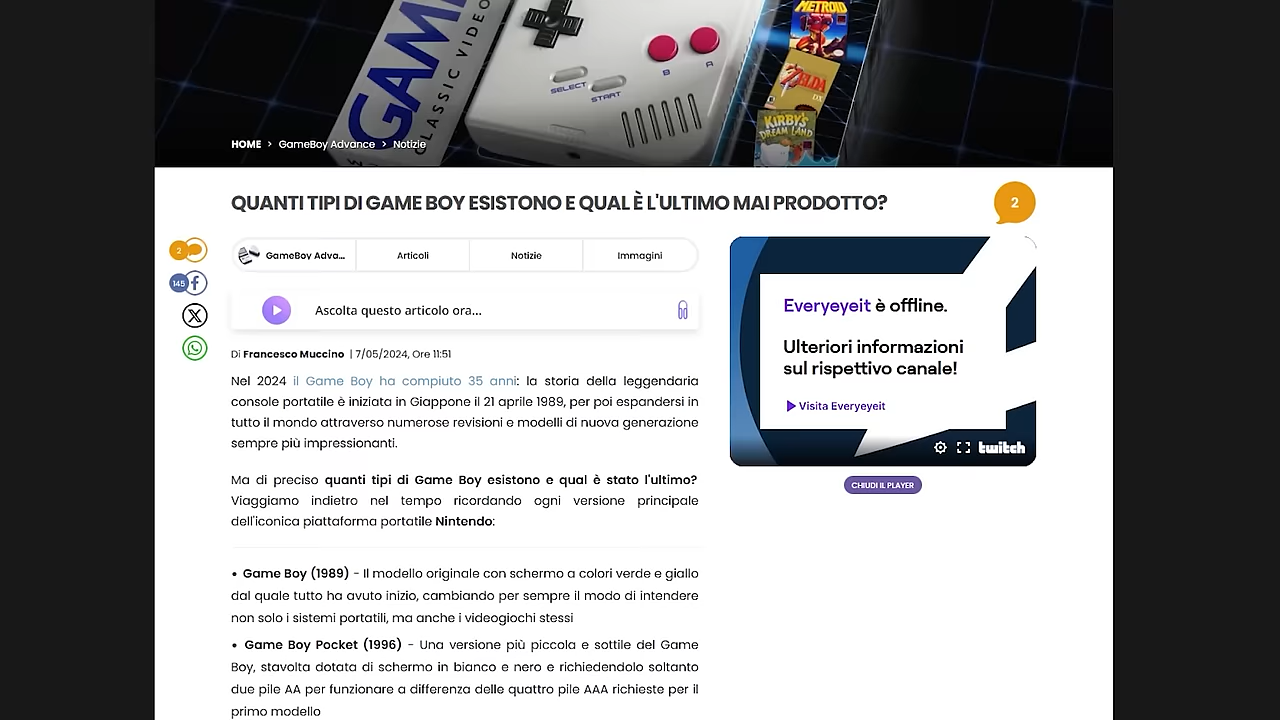 GAME
CLASSIC VIDEO
METROID
ZELDA
DX
KIRBY'S
DREAM LAND
B
A
SELECT
START
HOME > GameBoy Advance > Notizie
QUANTI TIPI DI GAME BOY ESISTONO E QUAL È L'ULTIMO MAI PRODOTTO?
2
2
145
GameBoy Adva...
Articoli
Notizie
Immagini
Ascolta questo articolo ora...
Di Francesco Muccino | 7/05/2024, Ore 11:51
Nel 2024 il Game Boy ha compiuto 35 anni: la storia della leggendaria
console portatile è iniziata in Giappone il 21 aprile 1989, per poi espandersi in
tutto il mondo attraverso numerose revisioni e modelli di nuova generazione
sempre più impressionanti.
Ma di preciso quanti tipi di Game Boy esistono e qual è stato l'ultimo?
Viaggiamo indietro nel tempo ricordando ogni versione principale
dell'iconica piattaforma portatile Nintendo:
• Game Boy (1989) - Il modello originale con schermo a colori verde e giallo
dal quale tutto ha avuto inizio, cambiando per sempre il modo di intendere
non solo i sistemi portatili, ma anche i videogiochi stessi
• Game Boy Pocket (1996) - Una versione più piccola e sottile del Game
Boy, stavolta dotata di schermo in bianco e nero e richiedendolo soltanto
due pile AA per funzionare a differenza delle quattro pile AAA richieste per il
primo modello
Everyeyeit è offline.
Ulteriori informazioni
sul rispettivo canale!
Visita Everyeyeit
twitch
CHIUDI IL PLAYER